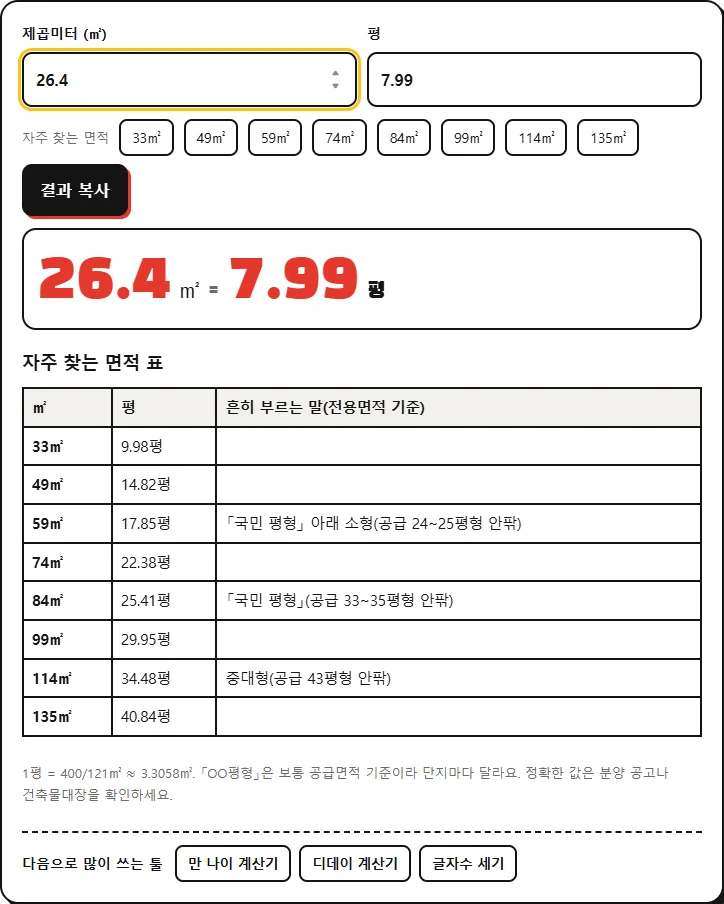 제곱미터 (㎡) 평
26.4 7.99
자주 찾는 면적 33㎡ 49㎡ 59㎡ 74㎡ 84㎡ 99㎡ 114㎡ 135㎡
결과 복사
26.4 ㎡ = 7.99 평
자주 찾는 면적 표
㎡ 평 흔히 부르는 말(전용면적 기준)
33㎡ 9.98평
49㎡ 14.82평
59㎡ 17.85평 「국민 평형」 아래 소형(공급 24~25평형 안팎)
74㎡ 22.38평
84㎡ 25.41평 「국민 평형」(공급 33~35평형 안팎)
99㎡ 29.95평
114㎡ 34.48평 중대형(공급 43평형 안팎)
135㎡ 40.84평
1평 = 400/121㎡ ≈ 3.3058㎡. 「OO평형」은 보통 공급면적 기준이라 단지마다 달라요. 정확한 값은 분양 공고나
건축물대장을 확인하세요.
다음으로 많이 쓰는 툴 만 나이 계산기 디데이 계산기 글자수 세기